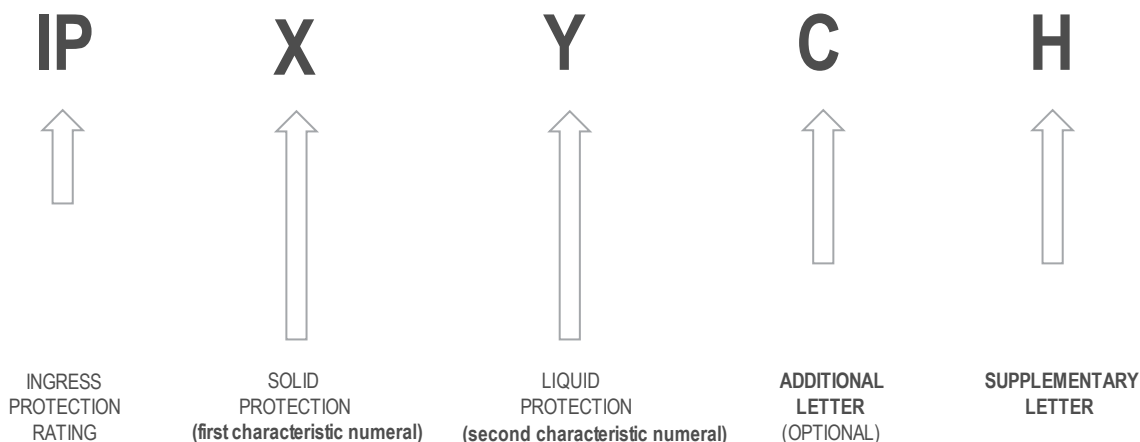 IP X Y C H
INGRESS
PROTECTION
RATING
SOLID
PROTECTION
(first characteristic numeral)
LIQUID
PROTECTION
(second characteristic numeral)
ADDITIONAL
LETTER
(OPTIONAL)
SUPPLEMENTARY
LETTER